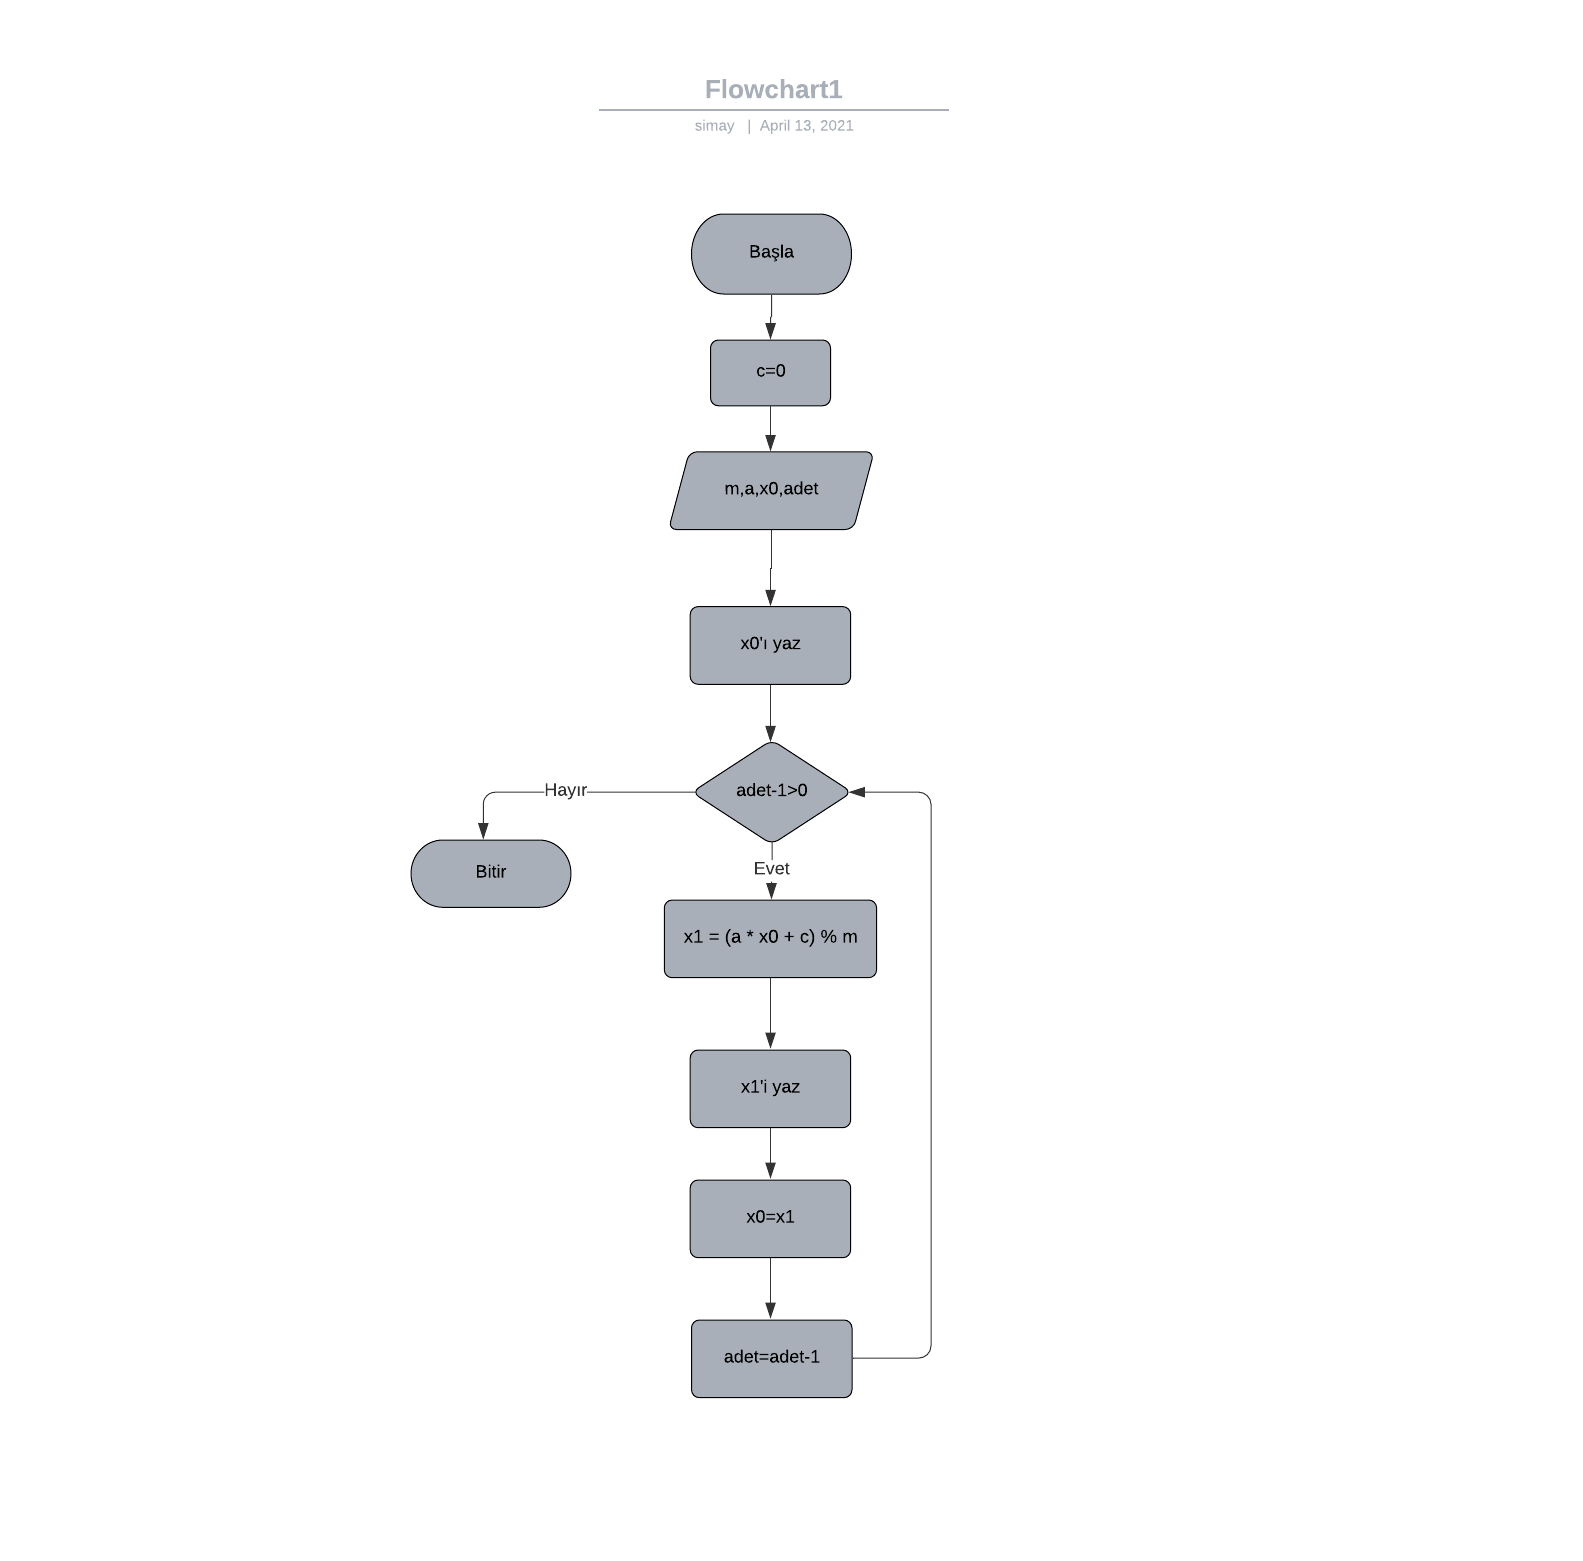 Flowchart1
simay | April 13, 2021
Başla
c=0
m,a,x0,adet
x0'ı yaz
adet-1>0
Hayır
Bitir
Evet
x1 = (a * x0 + c) % m
x1'i yaz
x0=x1
adet=adet-1